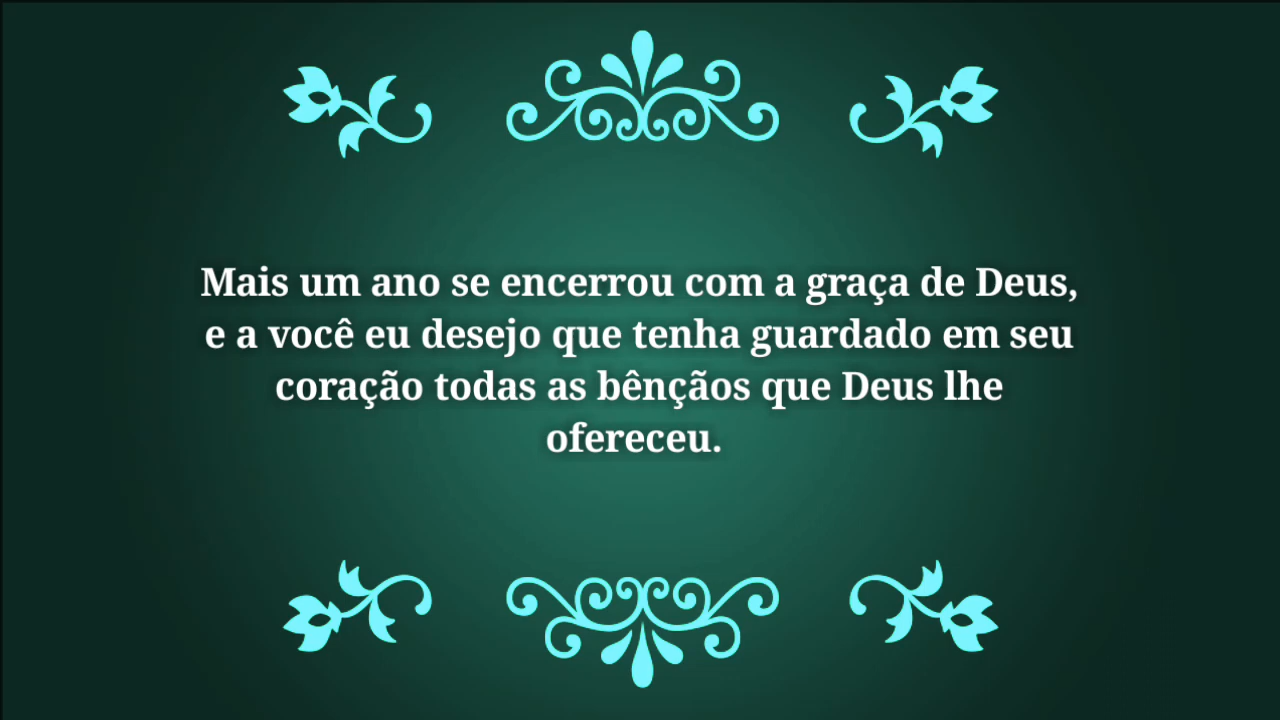 Mais um ano se encerrou com a graça de Deus,
e a você eu desejo que tenha guardado em seu
coração todas as bênçãos que Deus lhe
ofereceu.